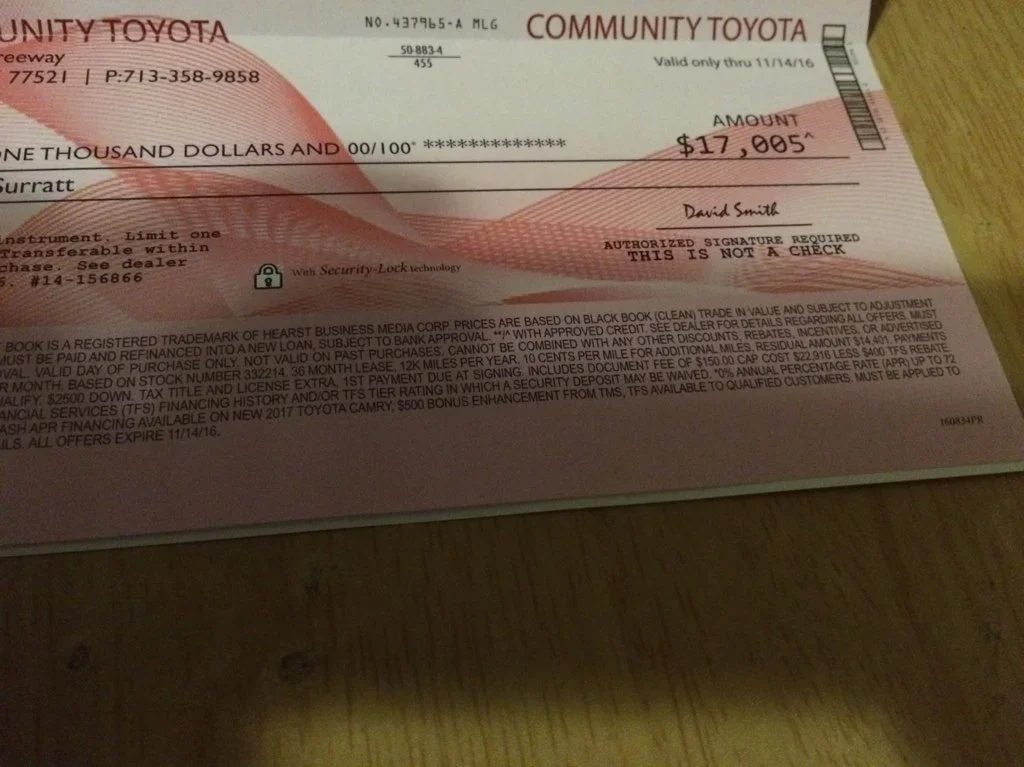 UNITY TOYOTA
NO.437965-A MLG
COMMUNITY TOYOTA
reeway
50-883-4
455
Valid only thru 11/14/16
77521 | P:713-358-9858
AMOUNT
NE THOUSAND DOLLARS AND 00/100* *************
$17,005^
Surratt
David Smith
nstrument. Limit one
Transferable within
chase. See dealer
#14-156866
AUTHORIZED SIGNATURE REQUIRED
THIS IS NOT A CHECK
With Security-Lock technology
BOOK IS A REGISTERED TRADEMARK OF HEARST BUSINESS MEDIA CORP. PRICES ARE BASED ON BLACK BOOK (CLEAN) TRADE IN VALUE AND SUBJECT TO ADJUSTMENT
MUST BE PAID AND REFINANCED INTO A NEW LOAN, SUBJECT TO BANK APPROVAL. **/^ WITH APPROVED CREDIT. SEE DEALER FOR DETAILS REGARDING ALL OFFERS. MUST
OVAL. VALID DAY OF PURCHASE ONLY. NOT VALID ON PAST PURCHASES. CANNOT BE COMBINED WITH ANY OTHER DISCOUNTS, REBATES, INCENTIVES, OR ADVERTISED
R MONTH. BASED ON STOCK NUMBER 332214. 36 MONTH LEASE, 12K MILES PER YEAR, 10 CENTS PER MILE FOR ADDITIONAL MILES. RESIDUAL AMOUNT $14,401. PAYMENTS
ALIFY. $2500 DOWN. TAX TITLE AND LICENSE EXTRA, 1ST PAYMENT DUE AT SIGNING. INCLUDES DOCUMENT FEE OF $150.00 CAP COST $22,916 LESS $400 TFS REBATE.
ANCIAL SERVICES (TFS) FINANCING HISTORY AND/OR TFS TIER RATING IN WHICH A SECURITY DEPOSIT MAY BE WAIVED. *0% ANNUAL PERCENTAGE RATE (APR) UP TO 72
ASH APR FINANCING AVAILABLE ON NEW 2017 TOYOTA CAMRY, $500 BONUS ENHANCEMENT FROM TMS, TFS AVAILABLE TO QUALIFIED CUSTOMERS. MUST BE APPLIED TO
ILS. ALL OFFERS EXPIRE 11/14/16.
160834PR